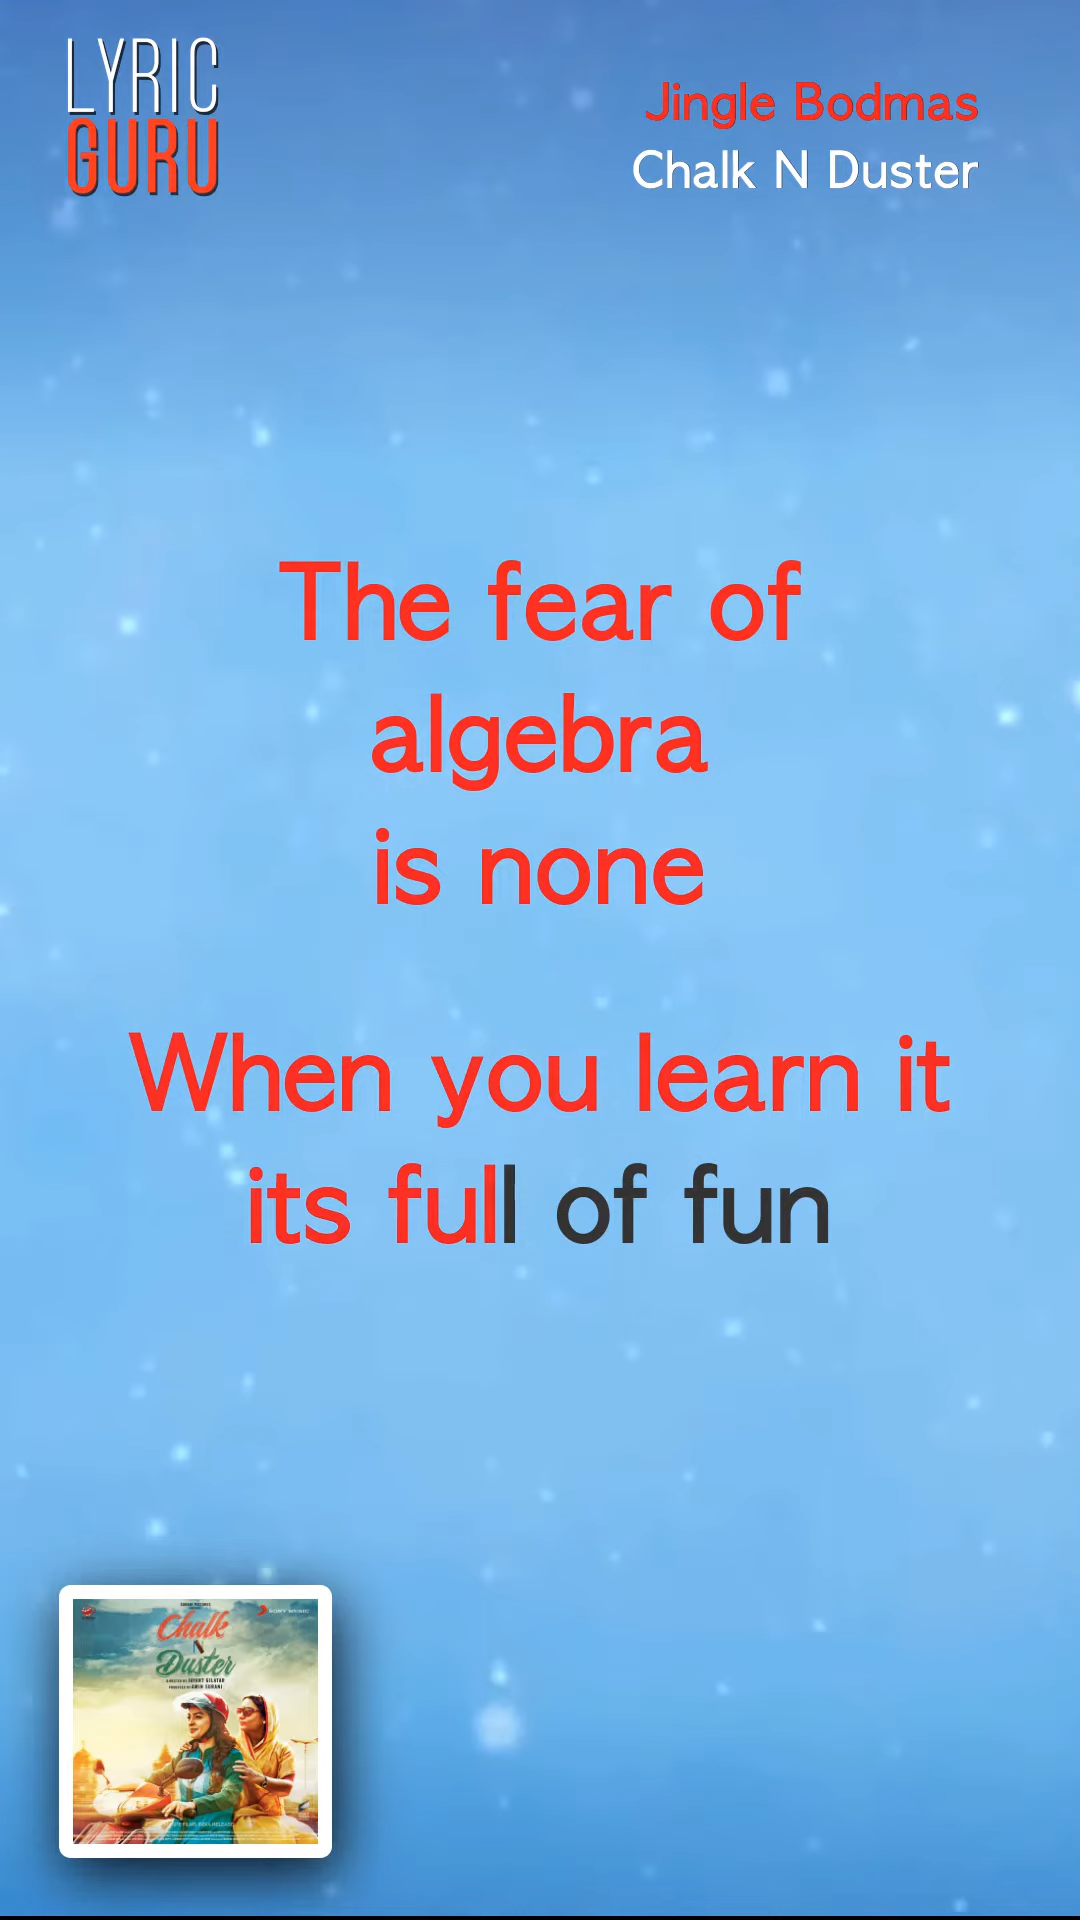 LYRIC
GURU
Jingle Bodmas
Chalk N Duster
The fear of
algebra
is none
When you learn it
its full of fun
Chalk
N
Duster